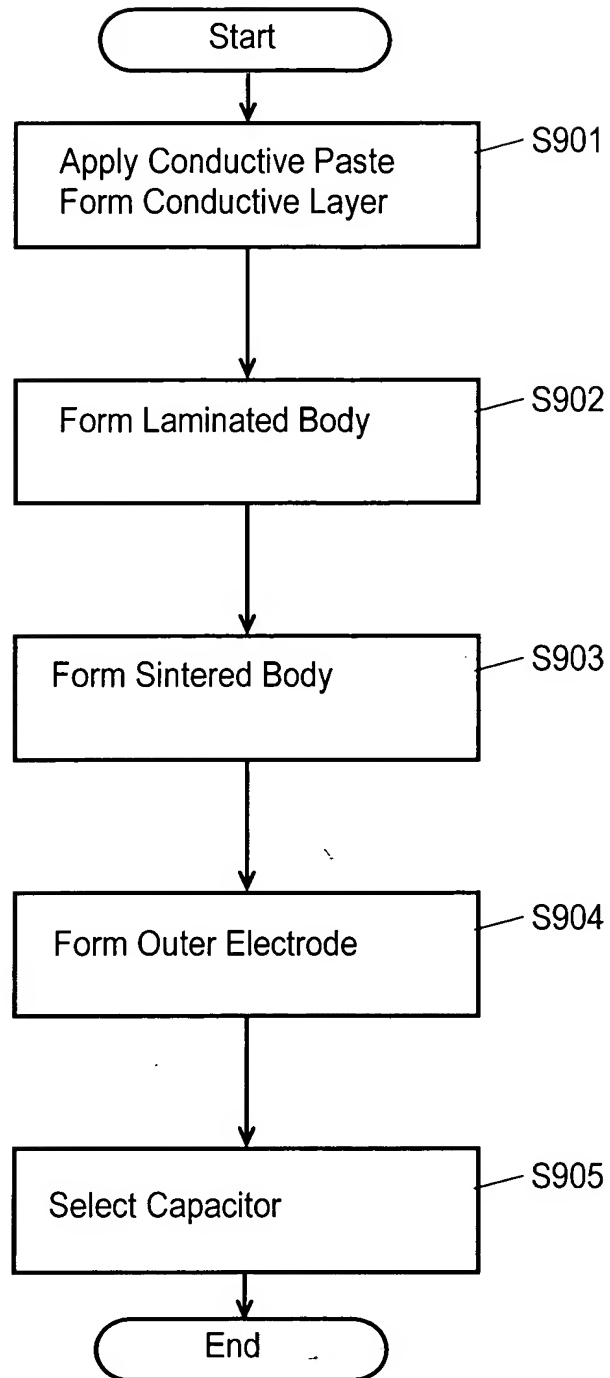 Start
Apply Conductive Paste
Form Conductive Layer
S901
Form Laminated Body
S902
Form Sintered Body
S903
Form Outer Electrode
S904
Select Capacitor
S905
End